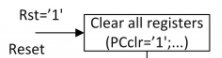 Rst='1'
Reset
Clear all registers
(PCclr='1';...)